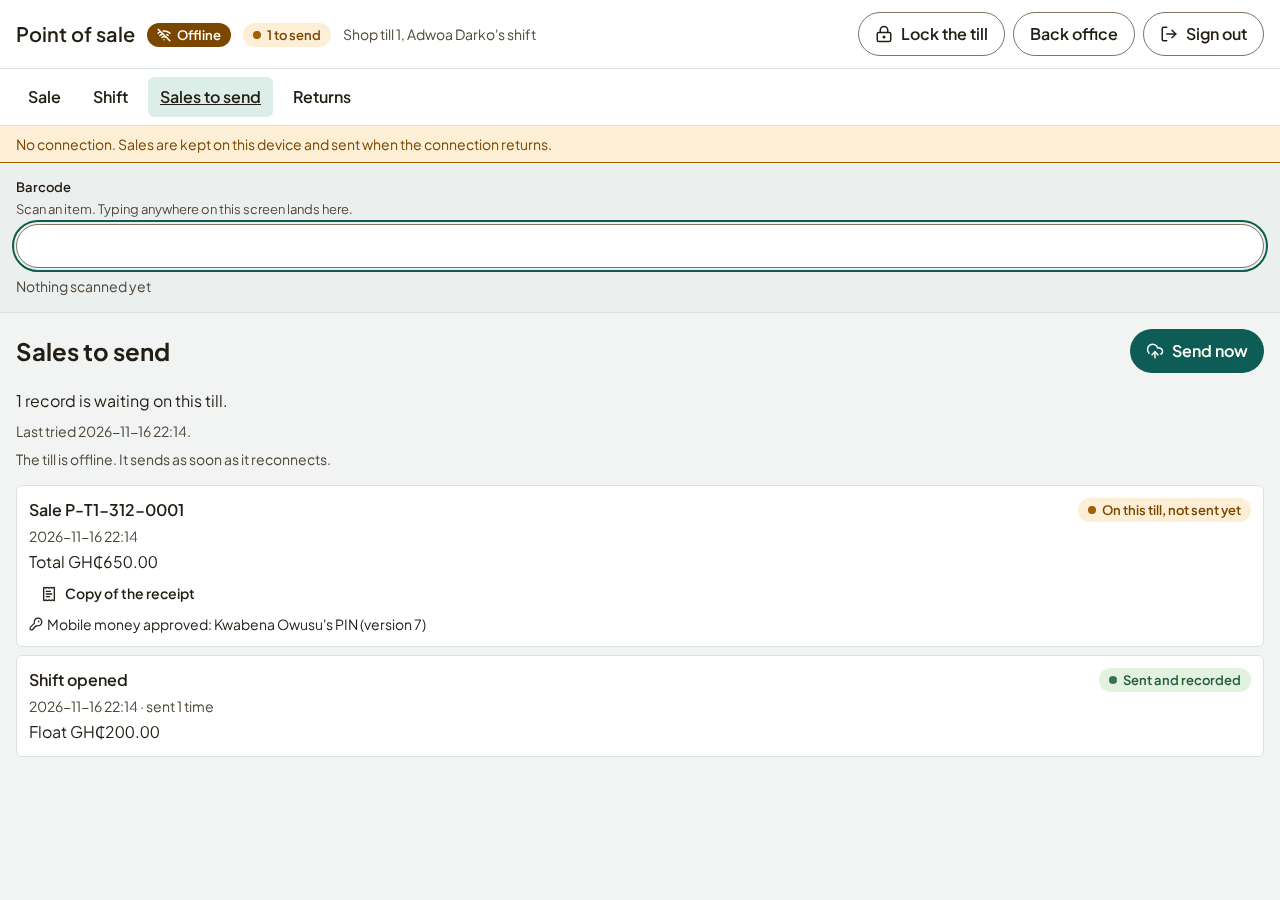 Point of sale
Offline
1 to send
Shop till 1, Adwoa Darko's shift
Lock the till
Back office
Sign out
Sale
Shift
Sales to send
Returns
No connection. Sales are kept on this device and sent when the connection returns.
Barcode
Scan an item. Typing anywhere on this screen lands here.
Nothing scanned yet
Sales to send
Send now
1 record is waiting on this till.
Last tried 2026-11-16 22:14.
The till is offline. It sends as soon as it reconnects.
Sale P-T1-312-0001
On this till, not sent yet
2026-11-16 22:14
Total GH₵650.00
Copy of the receipt
Mobile money approved: Kwabena Owusu's PIN (version 7)
Shift opened
Sent and recorded
2026-11-16 22:14 · sent 1 time
Float GH₵200.00